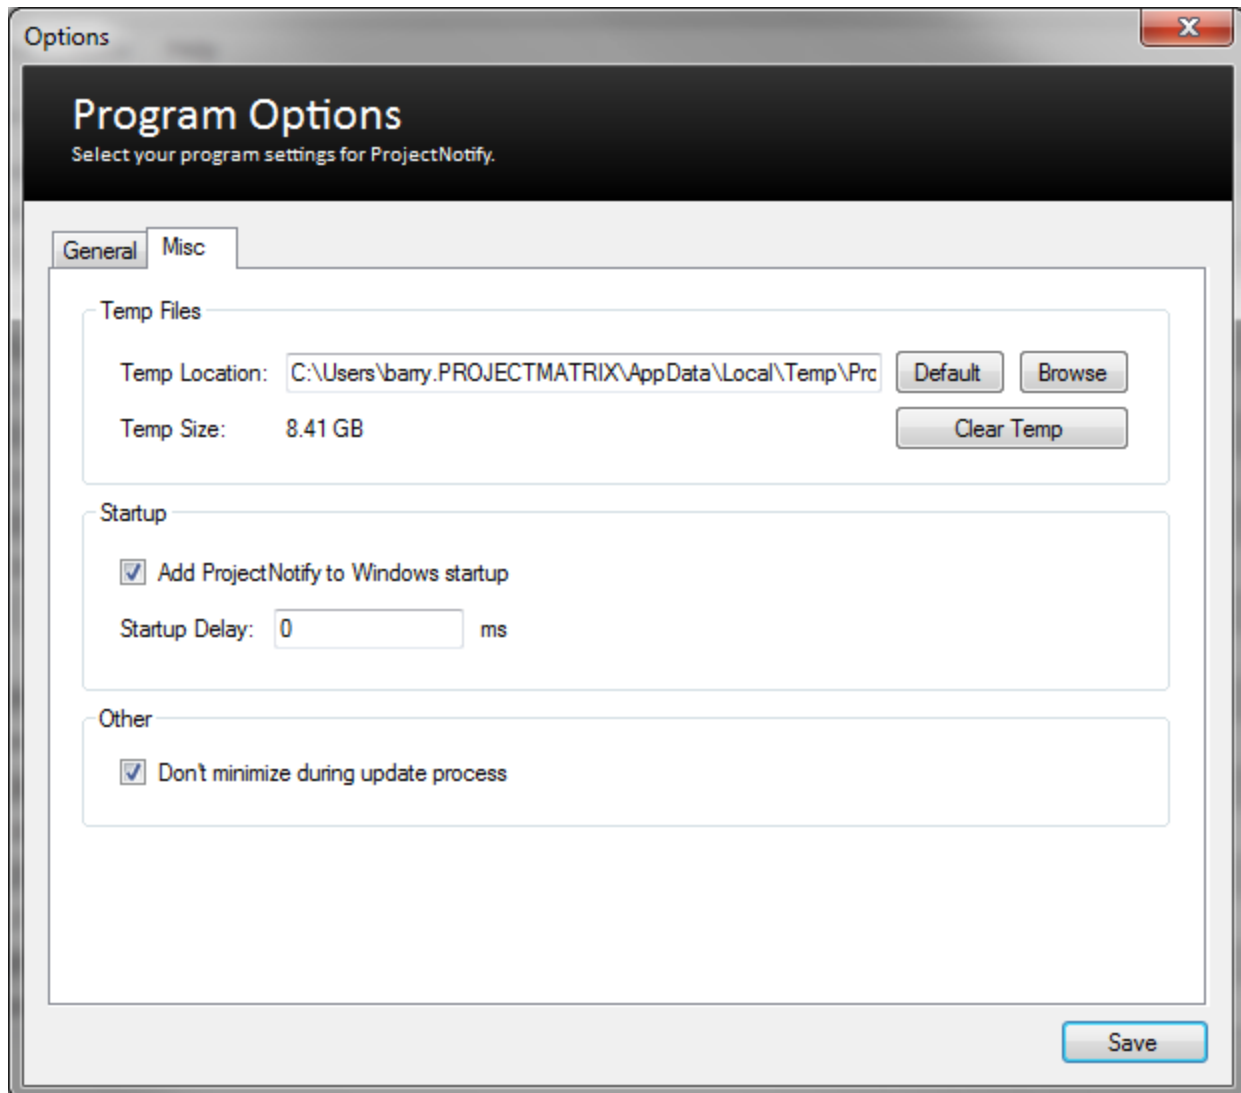 Options
Program Options
Select your program settings for ProjectNotify.
General
Misc
Temp Files
Temp Location: C:\Users\barry.PROJECTMATRIX\AppData\Local\Temp\Pro Default Browse
Temp Size: 8.41 GB Clear Temp
Startup
Add ProjectNotify to Windows startup
Startup Delay: 0 ms
Other
Don't minimize during update process
Save